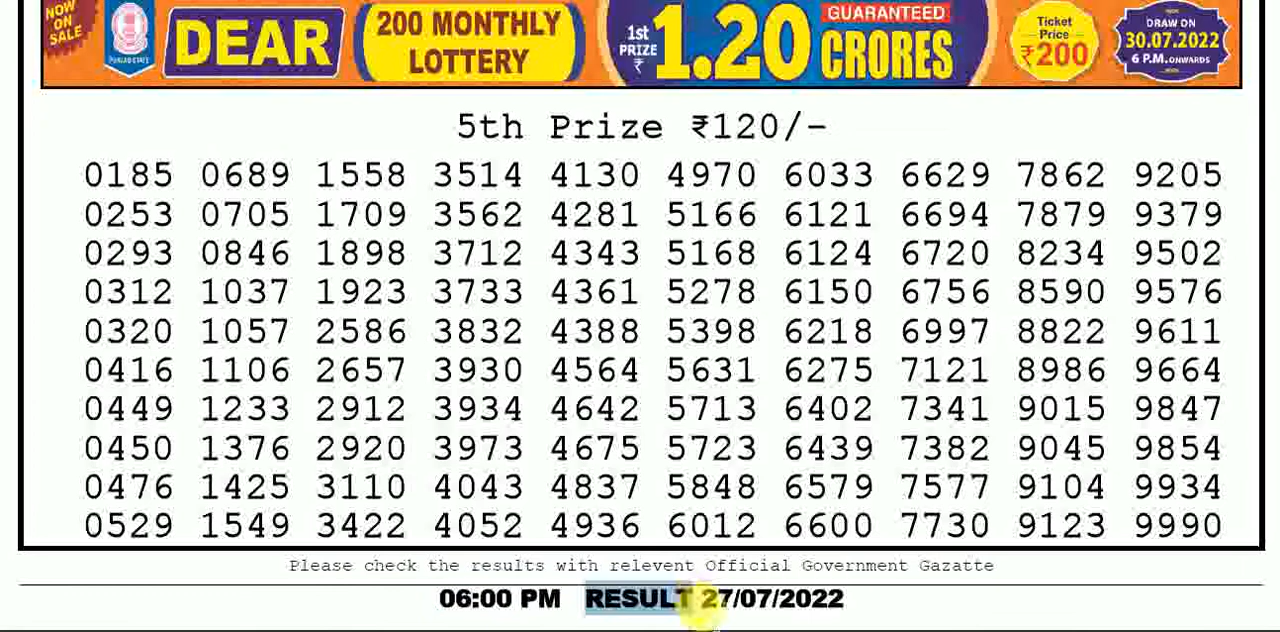 NOW
ON
SALE
PUNJAB STATE
DEAR
200 MONTHLY
LOTTERY
1st
PRIZE
₹
1.20
GUARANTEED
CRORES
Ticket
Price
₹200
DRAW ON
30.07.2022
6 P.M. ONWARDS
5th Prize ₹120/-
0185 0689 1558 3514 4130 4970 6033 6629 7862 9205
0253 0705 1709 3562 4281 5166 6121 6694 7879 9379
0293 0846 1898 3712 4343 5168 6124 6720 8234 9502
0312 1037 1923 3733 4361 5278 6150 6756 8590 9576
0320 1057 2586 3832 4388 5398 6218 6997 8822 9611
0416 1106 2657 3930 4564 5631 6275 7121 8986 9664
0449 1233 2912 3934 4642 5713 6402 7341 9015 9847
0450 1376 2920 3973 4675 5723 6439 7382 9045 9854
0476 1425 3110 4043 4837 5848 6579 7577 9104 9934
0529 1549 3422 4052 4936 6012 6600 7730 9123 9990
Please check the results with relevent Official Government Gazatte
06:00 PM RESULT 27/07/2022